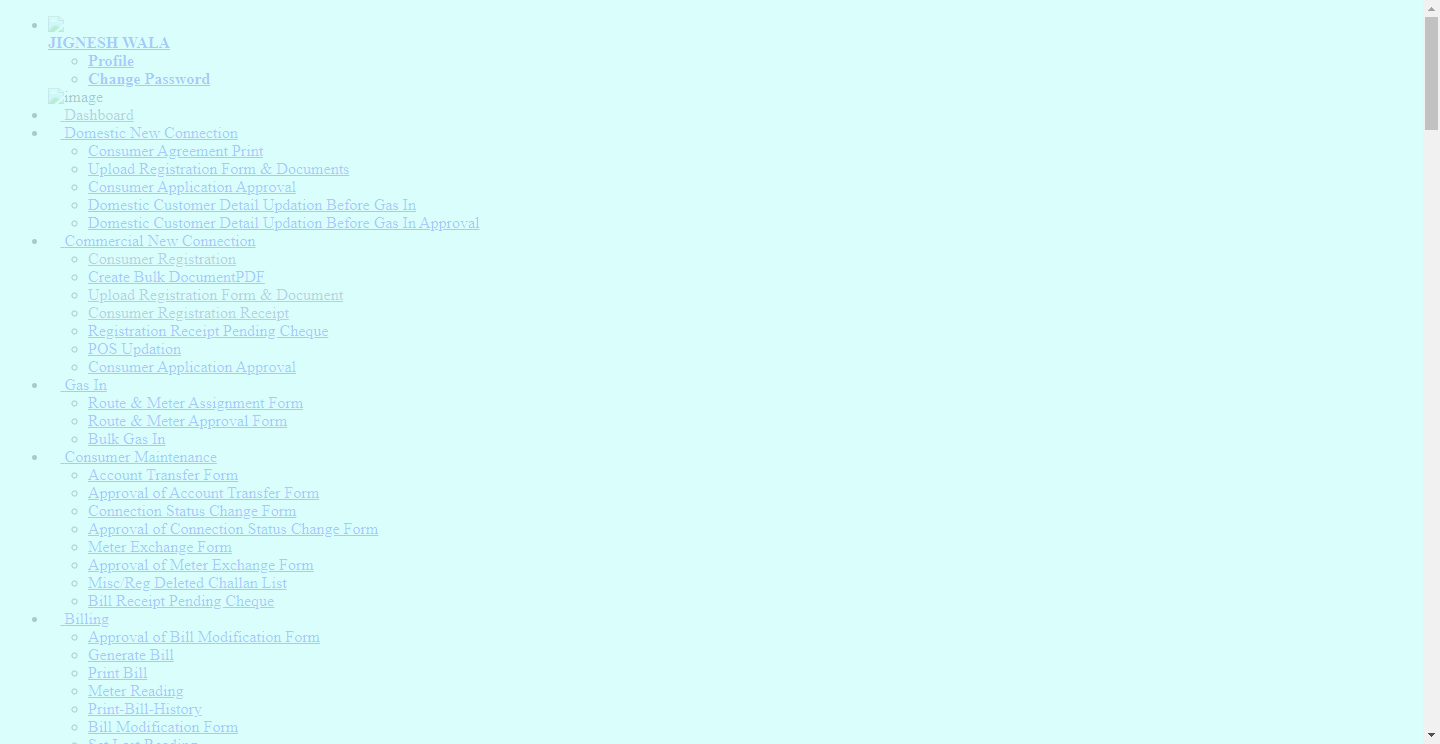 JIGNESH WALA
Profile
Change Password
image
Dashboard
Domestic New Connection
Consumer Agreement Print
Upload Registration Form & Documents
Consumer Application Approval
Domestic Customer Detail Updation Before Gas In
Domestic Customer Detail Updation Before Gas In Approval
Commercial New Connection
Consumer Registration
Create Bulk DocumentPDF
Upload Registration Form & Document
Consumer Registration Receipt
Registration Receipt Pending Cheque
POS Updation
Consumer Application Approval
Gas In
Route & Meter Assignment Form
Route & Meter Approval Form
Bulk Gas In
Consumer Maintenance
Account Transfer Form
Approval of Account Transfer Form
Connection Status Change Form
Approval of Connection Status Change Form
Meter Exchange Form
Approval of Meter Exchange Form
Misc/Reg Deleted Challan List
Bill Receipt Pending Cheque
Billing
Approval of Bill Modification Form
Generate Bill
Print Bill
Meter Reading
Print-Bill-History
Bill Modification Form
Set Last Reading